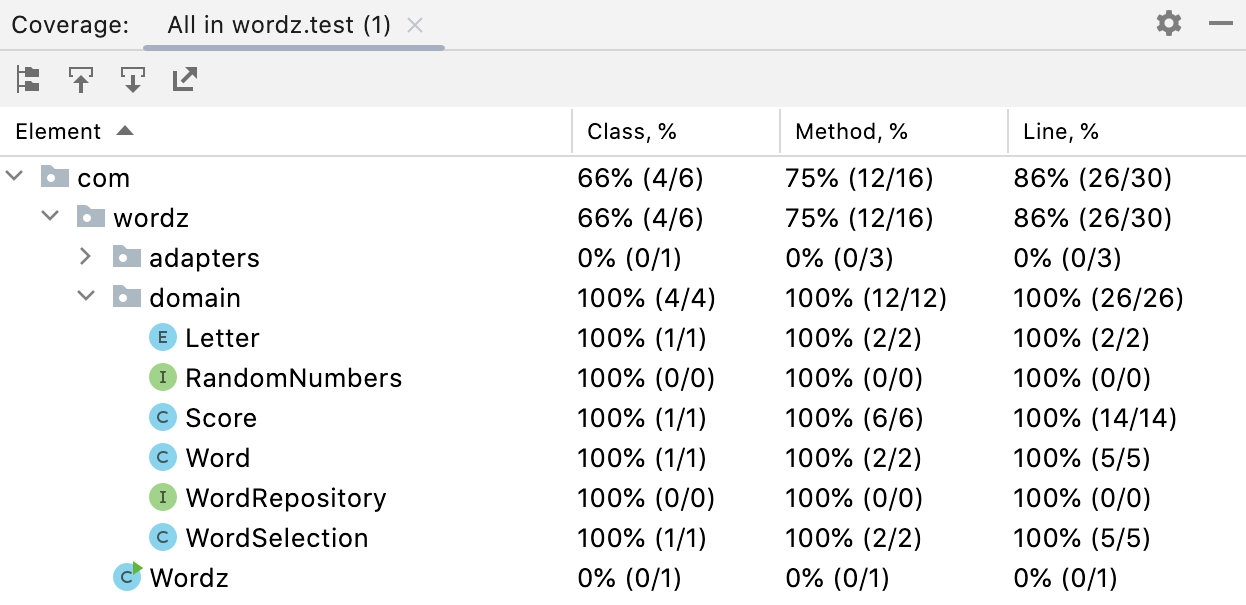 Coverage: All in wordz.test (1)
Element Class, % Method, % Line, %
com 66% (4/6) 75% (12/16) 86% (26/30)
wordz 66% (4/6) 75% (12/16) 86% (26/30)
adapters 0% (0/1) 0% (0/3) 0% (0/3)
domain 100% (4/4) 100% (12/12) 100% (26/26)
E Letter 100% (1/1) 100% (2/2) 100% (2/2)
I RandomNumbers 100% (0/0) 100% (0/0) 100% (0/0)
C Score 100% (1/1) 100% (6/6) 100% (14/14)
C Word 100% (1/1) 100% (2/2) 100% (5/5)
I WordRepository 100% (0/0) 100% (0/0) 100% (0/0)
C WordSelection 100% (1/1) 100% (2/2) 100% (5/5)
C Wordz 0% (0/1) 0% (0/1) 0% (0/1)